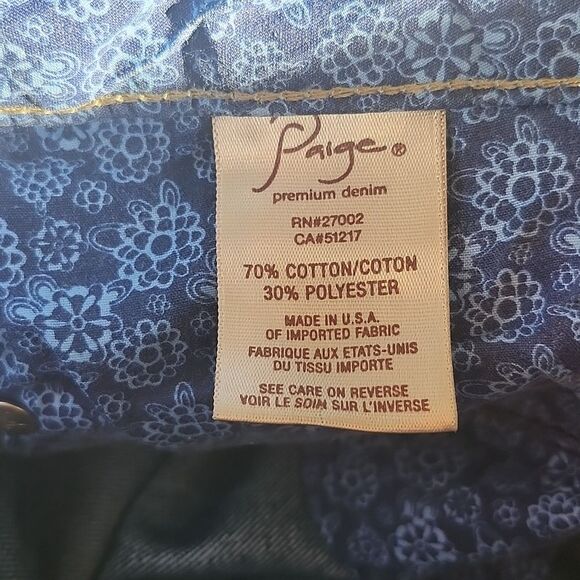 Paige®
premium denim
RN#27002
CA#51217
70% COTTON/COTON
30% POLYESTER
MADE IN U.S.A.
OF IMPORTED FABRIC
FABRIQUE AUX ETATS-UNIS
DU TISSU IMPORTE
SEE CARE ON REVERSE
VOIR LE SOIN SUR L'INVERSE